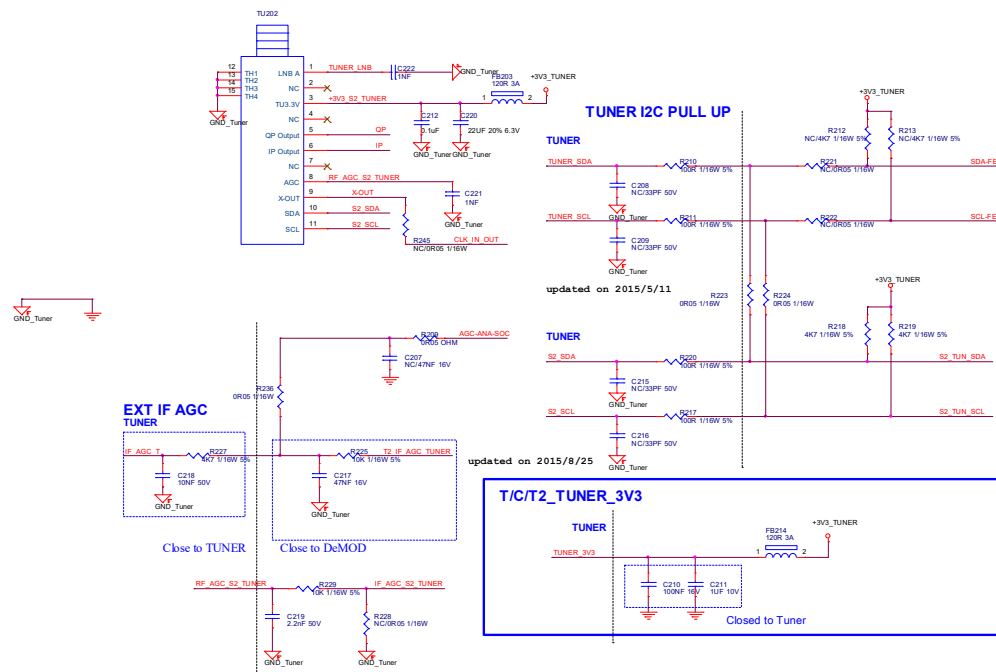 TU202
12
13
14
15
TH1
TH2
TH3
TH4
GND_Tuner
LNB A
NC
TU3.3V
NC
QP Output
IP Output
NC
AGC
X-OUT
SDA
SCL
1
2
3
4
5
6
7
8
9
10
11
TUNER_LNB
C222
1NF
GND_Tuner
+3V3_S2_TUNER
FB203
120R 3A
1
2
+3V3_TUNER
C212
0.1uF
GND_Tuner
C220
22UF 20% 6.3V
GND_Tuner
QP
IP
RF_AGC_S2_TUNER
C221
1NF
GND_Tuner
X-OUT
S2_SDA
S2_SCL
R245
NC/0R05 1/16W
CLK_IN_OUT
TUNER I2C PULL UP
TUNER
+3V3_TUNER
R212
NC/4K7 1/16W 5%
R213
NC/4K7 1/16W 5%
TUNER_SDA
R210
100R 1/16W 5%
R221
NC/0R05 1/16W
SDA-FE
C208
NC/33PF 50V
GND_Tuner
TUNER_SCL
R211
100R 1/16W 5%
R222
NC/0R05 1/16W
SCL-FE
C209
NC/33PF 50V
GND_Tuner
updated on 2015/5/11
R223
0R05 1/16W
R224
0R05 1/16W
+3V3_TUNER
R218
4K7 1/16W 5%
R219
4K7 1/16W 5%
TUNER
S2_SDA
R220
100R 1/16W 5%
S2_TUN_SDA
C215
NC/33PF 50V
GND_Tuner
S2_SCL
R217
100R 1/16W 5%
S2_TUN_SCL
C216
NC/33PF 50V
GND_Tuner
updated on 2015/8/25
GND_Tuner
R209
0R05 OHM
AGC-ANA-SOC
C207
NC/47NF 16V
R236
0R05 1/16W
EXT IF AGC
TUNER
IF_AGC_T
R227
4K7 1/16W 5%
C218
10NF 50V
GND_Tuner
R225
10K 1/16W 5%
T2_IF_AGC_TUNER
C217
47NF 16V
GND_Tuner
Close to TUNER
Close to DeMOD
RF_AGC_S2_TUNER
R229
10K 1/16W 5%
IF_AGC_S2_TUNER
C219
2.2nF 50V
GND_Tuner
R228
NC/0R05 1/16W
GND_Tuner
T/C/T2_TUNER_3V3
TUNER
TUNER_3V3
FB214
120R 3A
1
2
+3V3_TUNER
C210
100NF 16V
C211
1UF 10V
Closed to Tuner